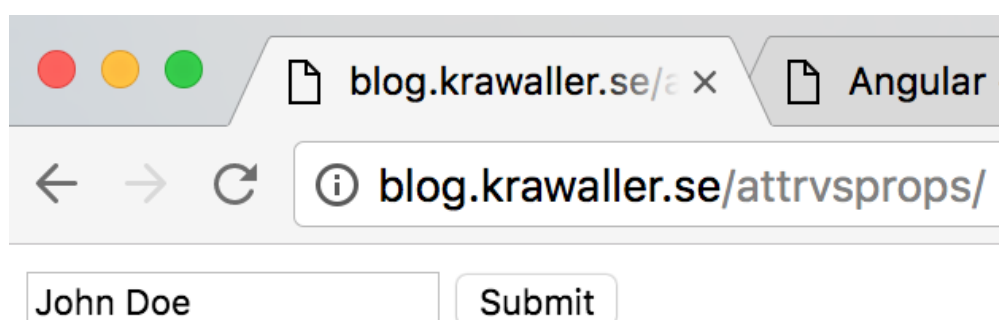 blog.krawaller.se/a
Angular
blog.krawaller.se/attrvsprops/
John Doe
Submit